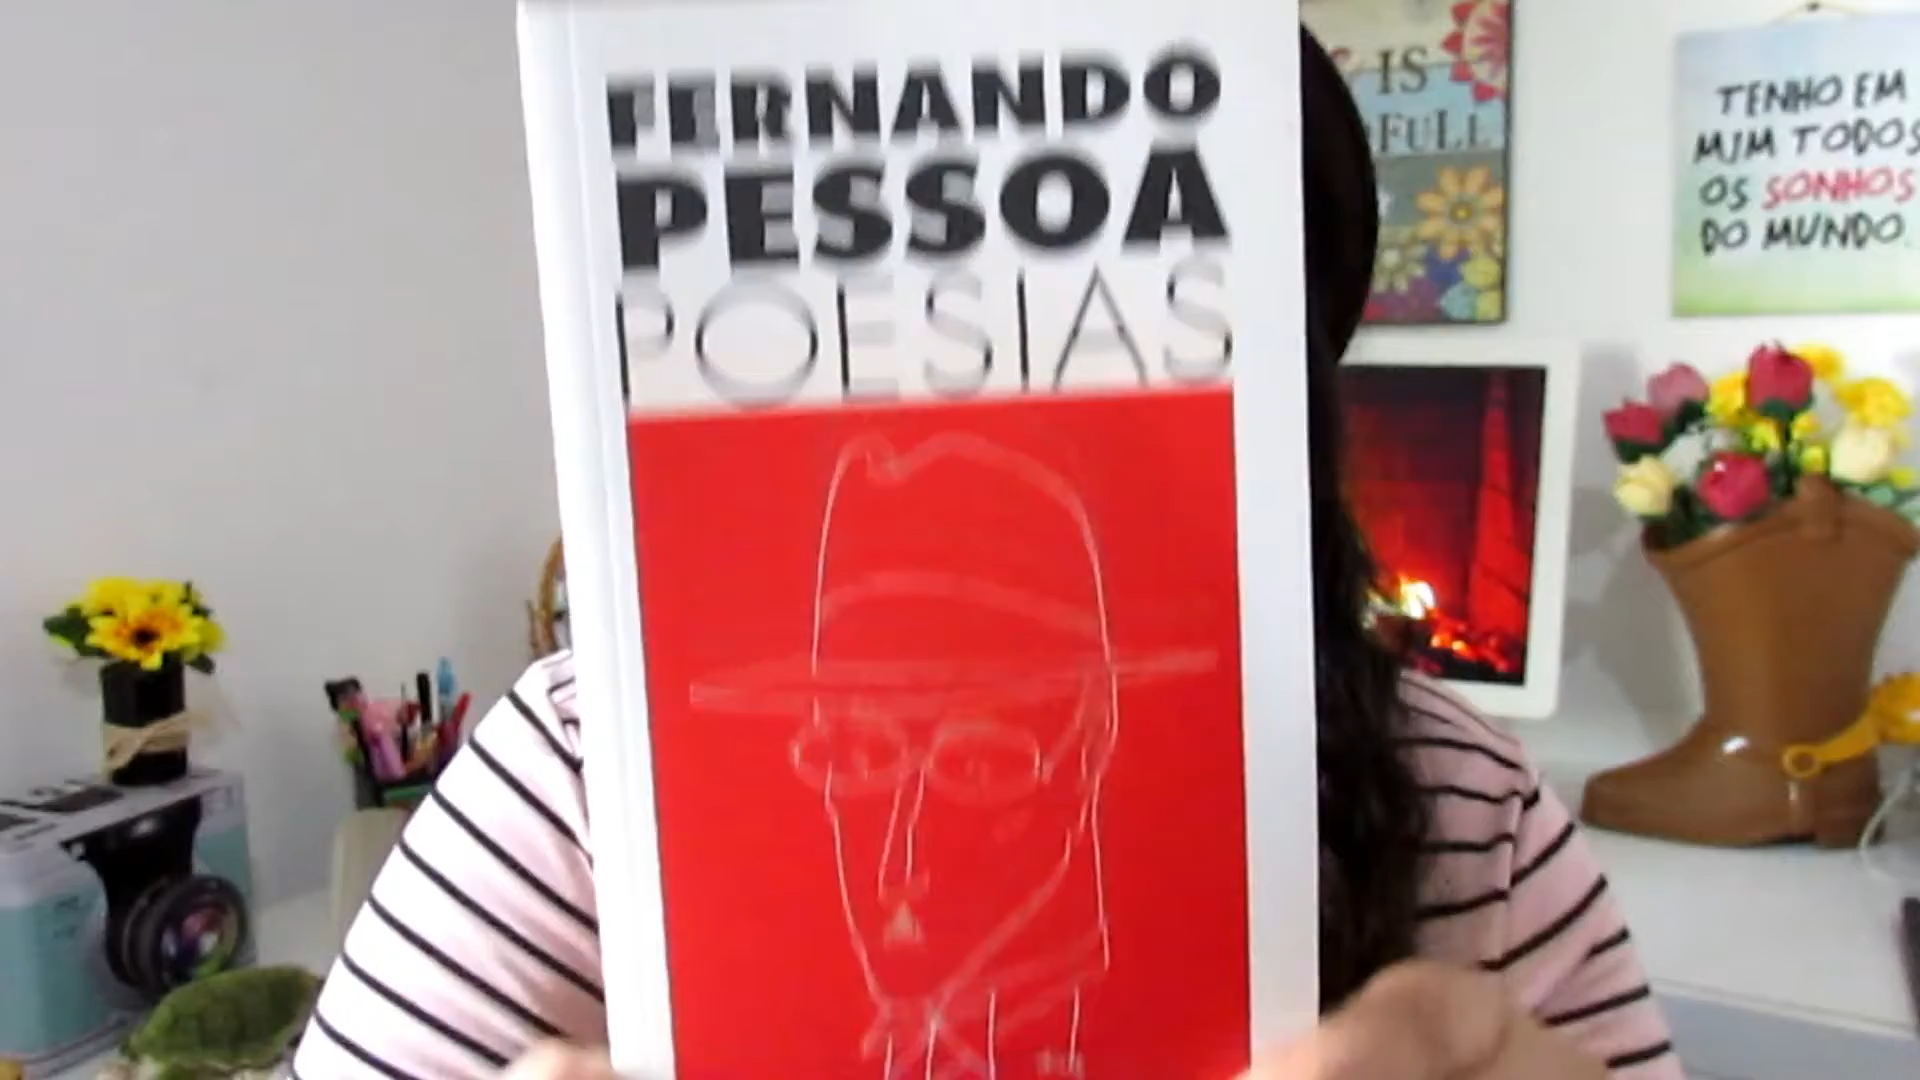 FERNANDO
PESSOA
POESIAS
IS
FULL
TENHO EM
MIM TODOS
OS SONHOS
DO MUNDO.